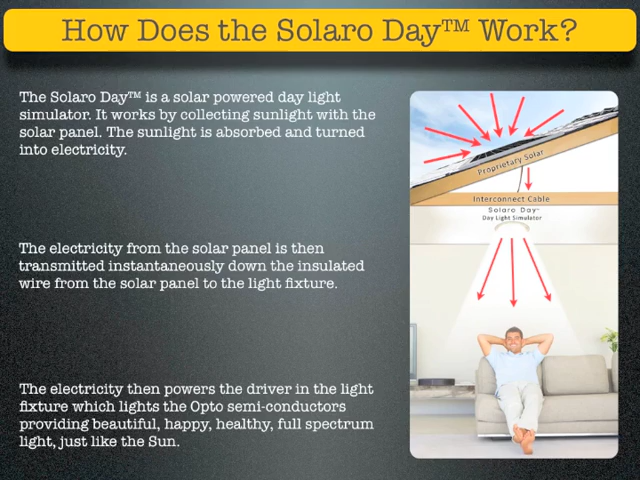 How Does the Solaro Day™ Work?
The Solaro Day™ is a solar powered day light
simulator. It works by collecting sunlight with the
solar panel. The sunlight is absorbed and turned
into electricity.
The electricity from the solar panel is then
transmitted instantaneously down the insulated
wire from the solar panel to the light fixture.
The electricity then powers the driver in the light
fixture which lights the Opto semi-conductors
providing beautiful, happy, healthy, full spectrum
light, just like the Sun.
Proprietary Solar
Interconnect Cable
Solaro Day™
Day Light Simulator